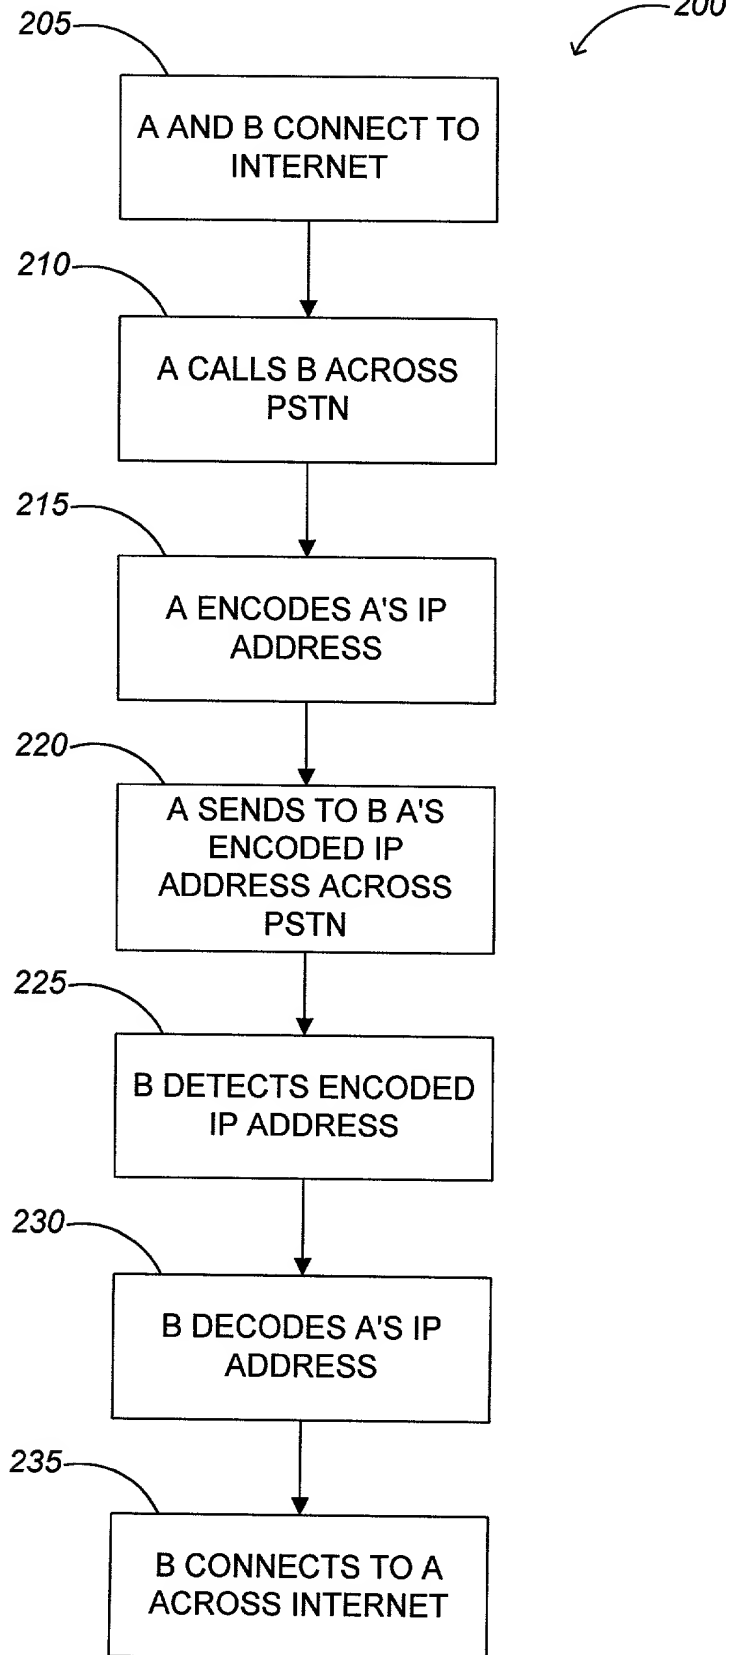 200
205
A AND B CONNECT TO
INTERNET
210
A CALLS B ACROSS
PSTN
215
A ENCODES A'S IP
ADDRESS
220
A SENDS TO B A'S
ENCODED IP
ADDRESS ACROSS
PSTN
225
B DETECTS ENCODED
IP ADDRESS
230
B DECODES A'S IP
ADDRESS
235
B CONNECTS TO A
ACROSS INTERNET